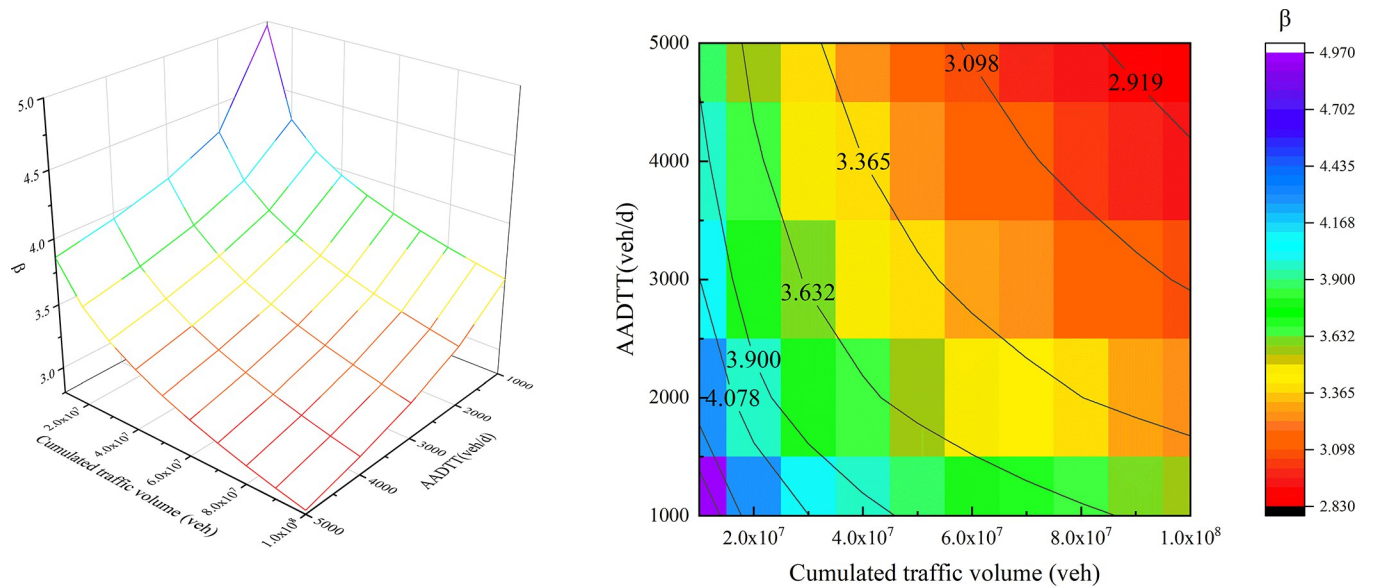 5.0
4.5
4.0
3.5
3.0
β
2.0x10⁷
4.0x10⁷
6.0x10⁷
8.0x10⁷
1.0x10⁸
Cumulated traffic volume (veh)
1000
2000
3000
4000
5000
AADTT(veh/d)
5000
4000
3000
2000
1000
AADTT(veh/d)
3.098
2.919
3.365
3.632
3.900
4.078
2.0x10⁷
4.0x10⁷
6.0x10⁷
8.0x10⁷
1.0x10⁸
Cumulated traffic volume (veh)
β
4.970
4.702
4.435
4.168
3.900
3.632
3.365
3.098
2.830